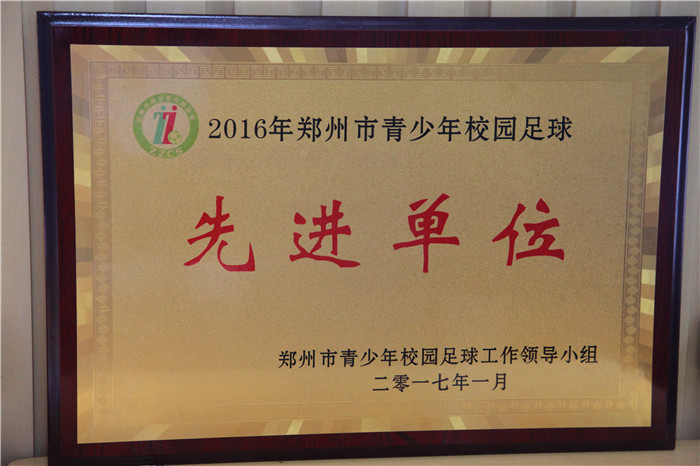 2016年郑州市青少年校园足球
先进单位
郑州市青少年校园足球工作领导小组
二零一七年一月
ZZCS